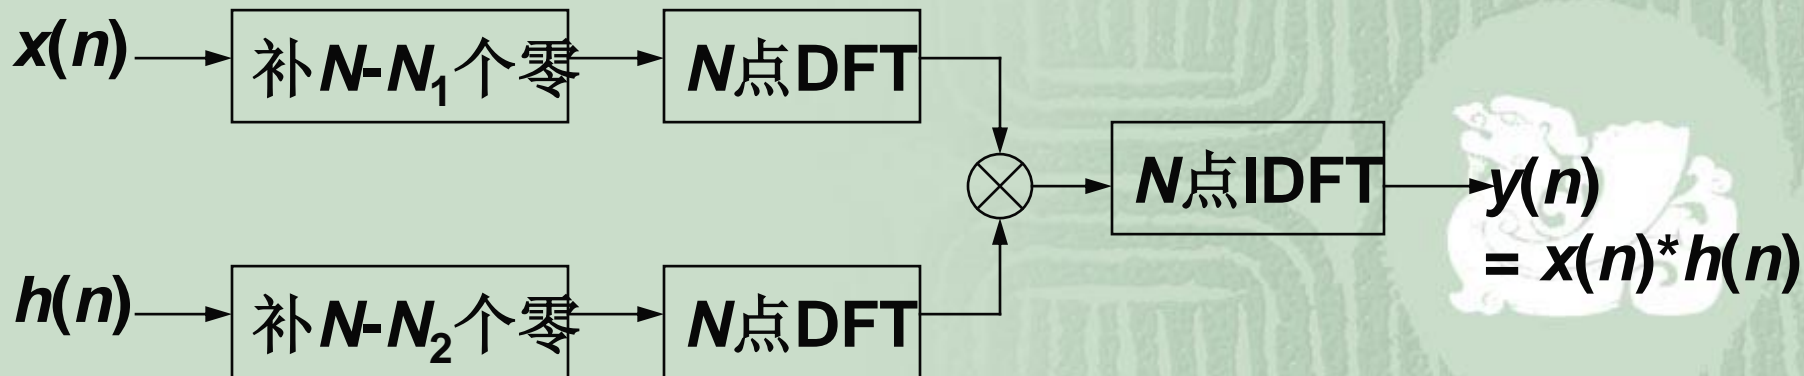 x(n)
补N-N₁个零
N点DFT
N点IDFT
y(n)
= x(n)*h(n)
h(n)
补N-N₂个零
N点DFT